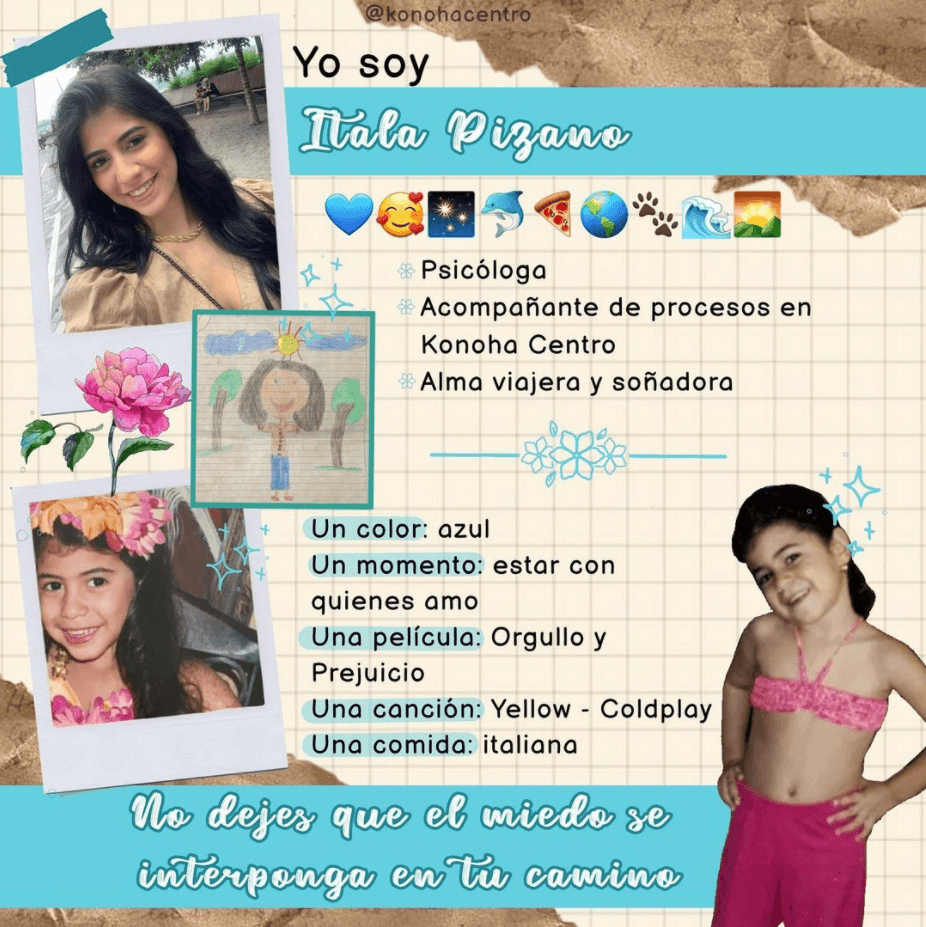 @konohacentro
Yo soy
Itala Pizano
Psicóloga
Acompañante de procesos en
Konoha Centro
Alma viajera y soñadora
Un color: azul
Un momento: estar con
quienes amo
Una película: Orgullo y
Prejuicio
Una canción: Yellow - Coldplay
Una comida: italiana
No dejes que el miedo se
interponga en tu camino